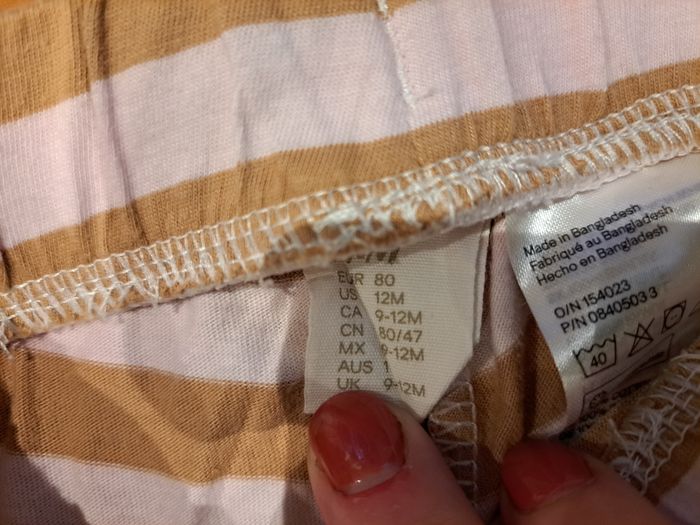 EUR 80
US 12M
CA 9-12M
CN 80/47
MX 9-12M
AUS 1
UK 9-12M
Made in Bangladesh
Fabriqué au Bangladesh
Hecho en Bangladesh
O/N 154023
P/N 0840503 3
40